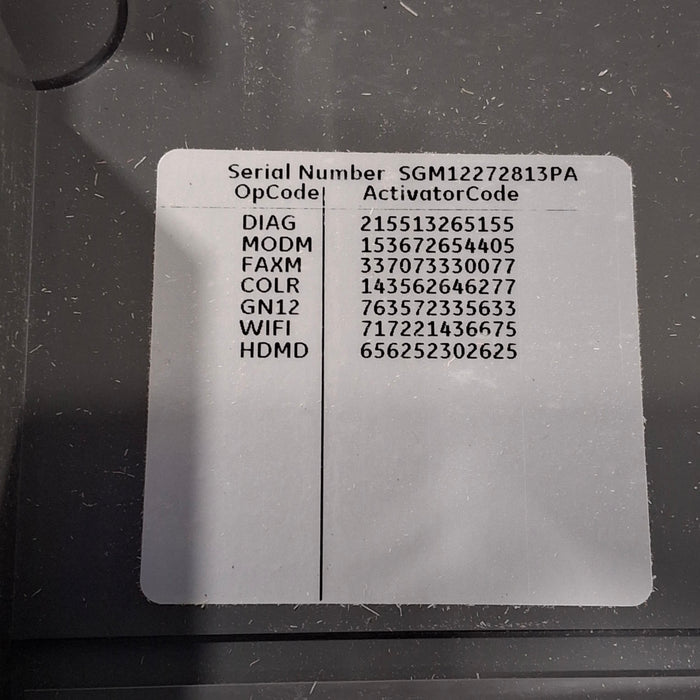 Serial Number SGM12272813PA
OpCode ActivatorCode
DIAG 215513265155
MODM 153672654405
FAXM 337073330077
COLR 143562646277
GN12 763572335633
WIFI 717221436675
HDMD 656252302625